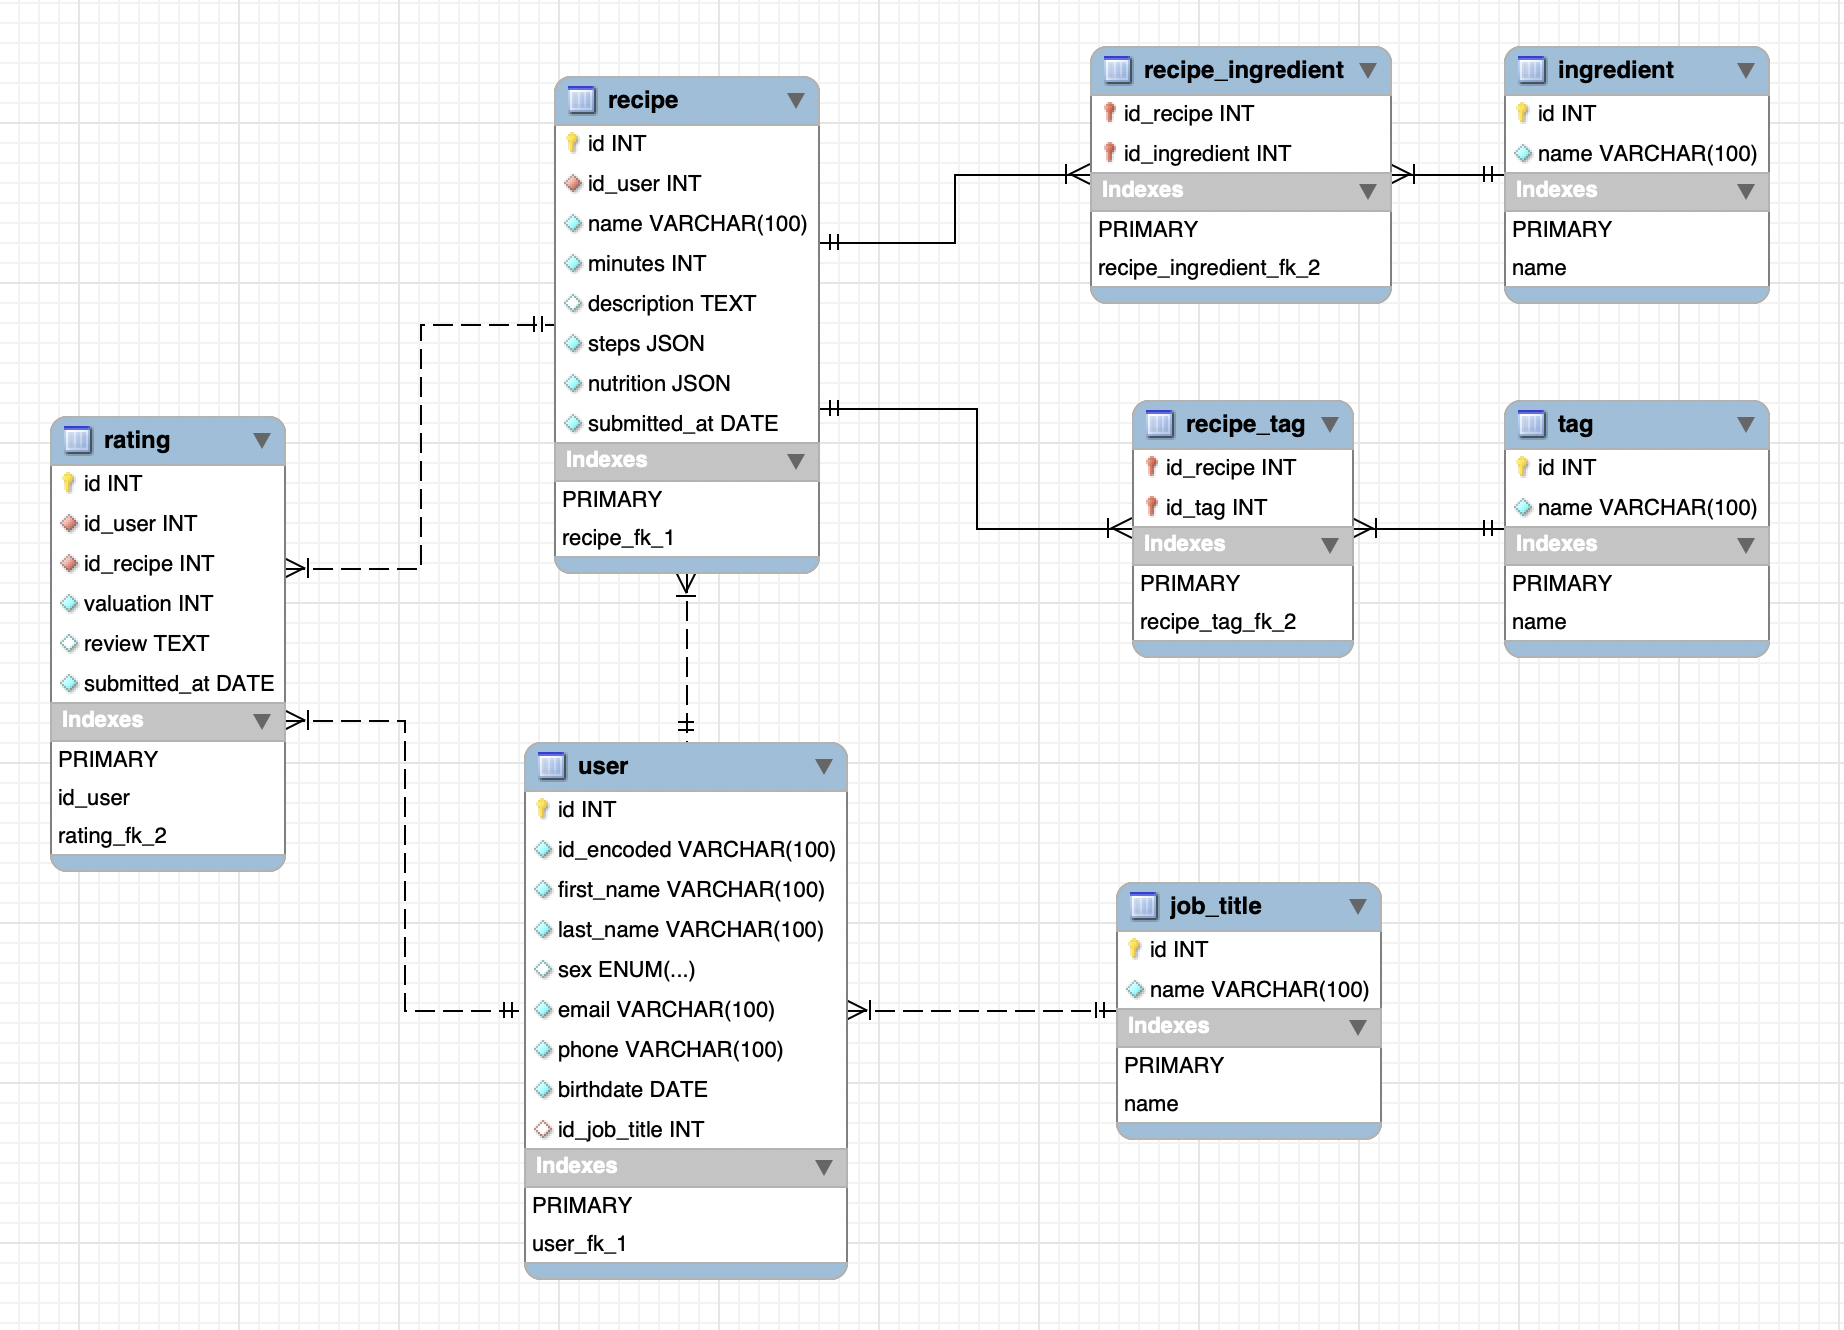 recipe
id INT
id_user INT
name VARCHAR(100)
minutes INT
description TEXT
steps JSON
nutrition JSON
submitted_at DATE
Indexes
PRIMARY
recipe_fk_1
recipe_ingredient
id_recipe INT
id_ingredient INT
Indexes
PRIMARY
recipe_ingredient_fk_2
ingredient
id INT
name VARCHAR(100)
Indexes
PRIMARY
name
rating
id INT
id_user INT
id_recipe INT
valuation INT
review TEXT
submitted_at DATE
Indexes
PRIMARY
id_user
rating_fk_2
recipe_tag
id_recipe INT
id_tag INT
Indexes
PRIMARY
recipe_tag_fk_2
tag
id INT
name VARCHAR(100)
Indexes
PRIMARY
name
user
id INT
id_encoded VARCHAR(100)
first_name VARCHAR(100)
last_name VARCHAR(100)
sex ENUM(...)
email VARCHAR(100)
phone VARCHAR(100)
birthdate DATE
id_job_title INT
Indexes
PRIMARY
user_fk_1
job_title
id INT
name VARCHAR(100)
Indexes
PRIMARY
name